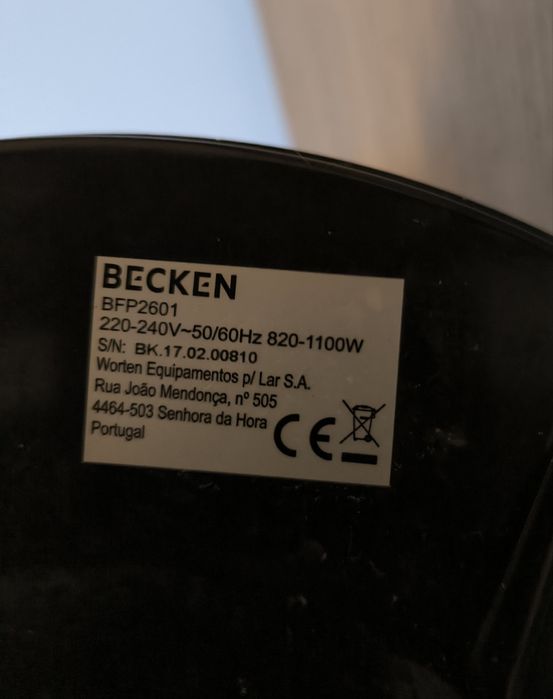 BECKEN
BFP2601
220-240V~50/60Hz 820-1100W
S/N: BK.17.02.00810
Worten Equipamentos p/ Lar S.A.
Rua João Mendonça, nº 505
4464-503 Senhora da Hora
Portugal
CE